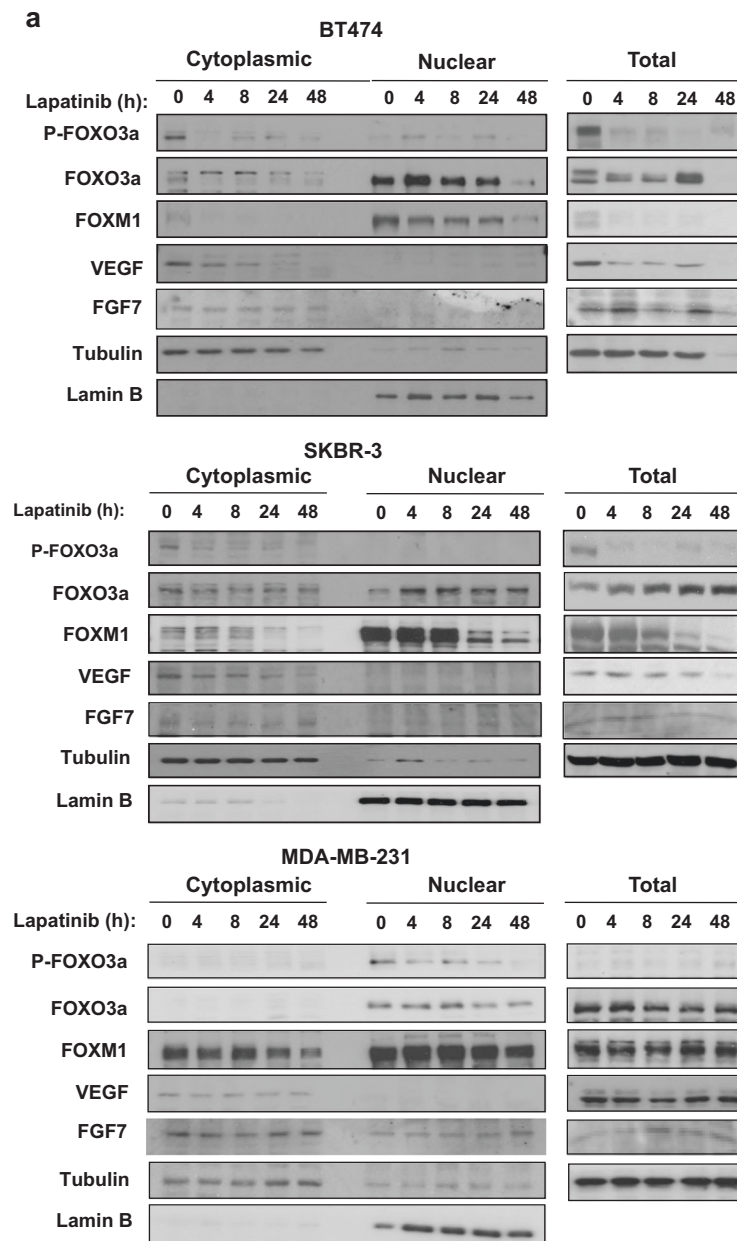 a
BT474
Cytoplasmic Nuclear Total
Lapatinib (h): 0 4 8 24 48 0 4 8 24 48 0 4 8 24 48
P-FOXO3a
FOXO3a
FOXM1
VEGF
FGF7
Tubulin
Lamin B
SKBR-3
Cytoplasmic Nuclear Total
Lapatinib (h): 0 4 8 24 48 0 4 8 24 48 0 4 8 24 48
P-FOXO3a
FOXO3a
FOXM1
VEGF
FGF7
Tubulin
Lamin B
MDA-MB-231
Cytoplasmic Nuclear Total
Lapatinib (h): 0 4 8 24 48 0 4 8 24 48 0 4 8 24 48
P-FOXO3a
FOXO3a
FOXM1
VEGF
FGF7
Tubulin
Lamin B